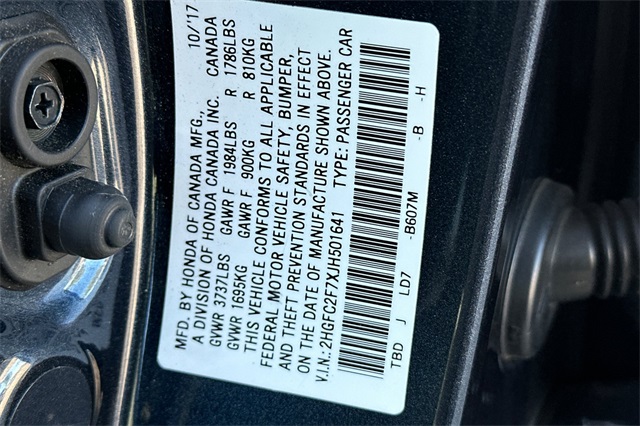 MFD. BY HONDA OF CANADA MFG., 10/'17
A DIVISION OF HONDA CANADA INC. CANADA
GVWR 3737LBS GAWR F 1984LBS R 1786LBS
GVWR 1695KG GAWR F 900KG R 810KG
THIS VEHICLE CONFORMS TO ALL APPLICABLE
FEDERAL MOTOR VEHICLE SAFETY, BUMPER,
AND THEFT PREVENTION STANDARDS IN EFFECT
ON THE DATE OF MANUFACTURE SHOWN ABOVE.
V.I.N.: 2HGFC2F7XJH501641 TYPE: PASSENGER CAR
TBD J LD7 -B607M -B -H